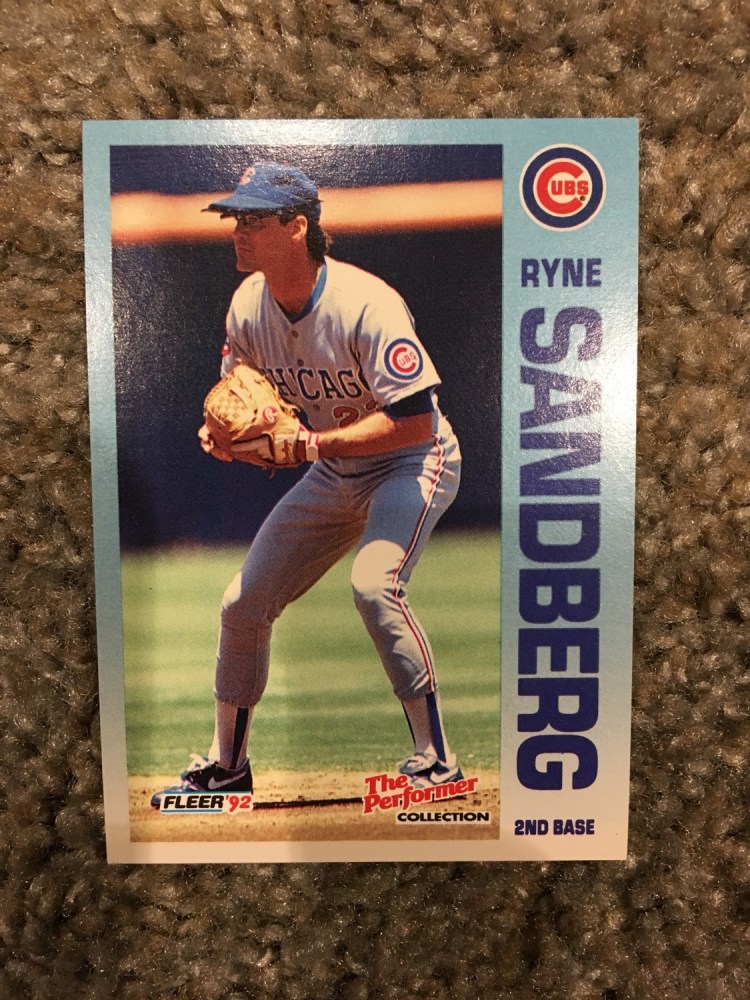 CUBS
RYNE
SANDBERG
CUBS
CHICAGO
FLEER '92
The
Performer
COLLECTION
2ND BASE